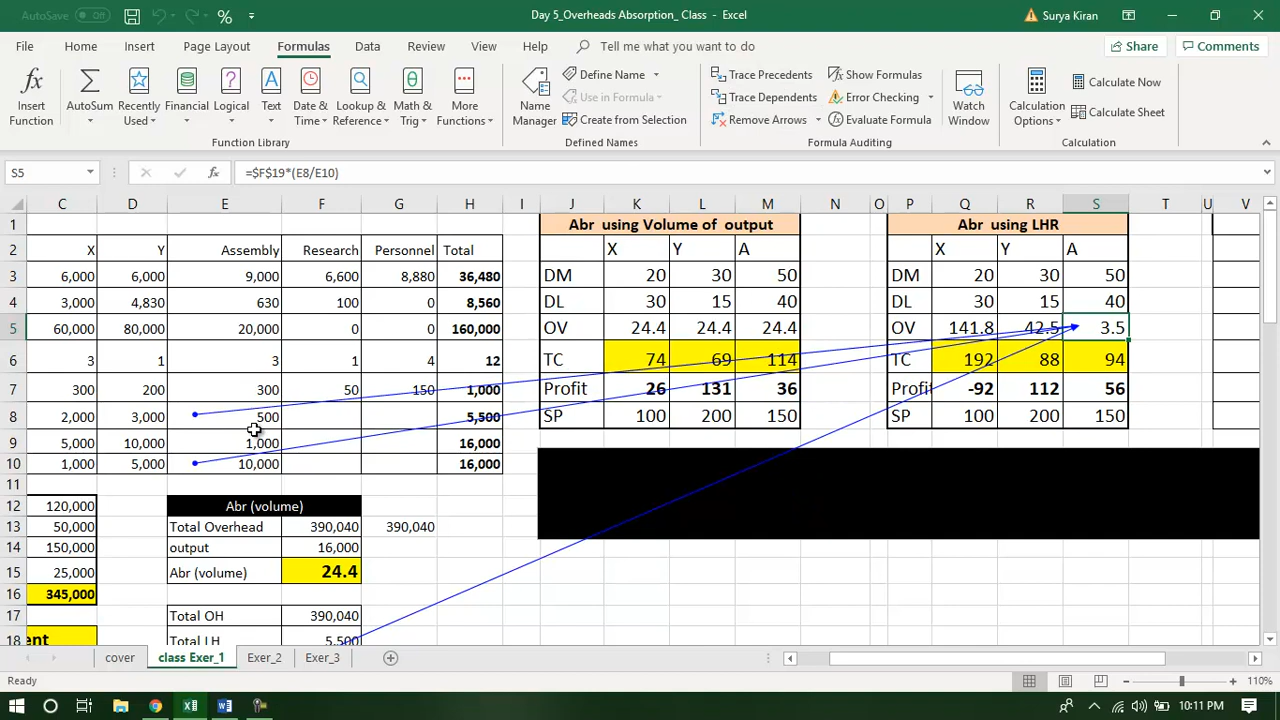 AutoSave Off Day 5_Overheads Absorption_ Class - Excel Surya Kiran
File Home Insert Page Layout Formulas Data Review View Help Tell me what you want to do Share Comments
Insert Function
AutoSum
Recently Used
Financial
Logical
Text
Date & Time
Lookup & Reference
Math & Trig
More Functions
Name Manager
Define Name
Use in Formula
Create from Selection
Trace Precedents
Trace Dependents
Remove Arrows
Show Formulas
Error Checking
Evaluate Formula
Watch Window
Calculation Options
Calculate Now
Calculate Sheet
Function Library Defined Names Formula Auditing Calculation
S5 fx =$F$19*(E8/E10)
C D E F G H I J K L M N O P Q R S T U V
1 Abr using Volume of output Abr using LHR
2 X Y Assembly Research Personnel Total X Y A X Y A
3 6,000 6,000 9,000 6,600 8,880 36,480 DM 20 30 50 DM 20 30 50
4 3,000 4,830 630 100 0 8,560 DL 30 15 40 DL 30 15 40
5 60,000 80,000 20,000 0 0 160,000 OV 24.4 24.4 24.4 OV 141.8 42.5 3.5
6 3 1 3 1 4 12 TC 74 69 114 TC 192 88 94
7 300 200 300 50 150 1,000 Profit 26 131 36 Profit -92 112 56
8 2,000 3,000 500 5,500 SP 100 200 150 SP 100 200 150
9 5,000 10,000 1,000 16,000
10 1,000 5,000 10,000 16,000
11
12 120,000 Abr (volume)
13 50,000 Total Overhead 390,040 390,040
14 150,000 output 16,000
15 25,000 Abr (volume) 24.4
16 345,000
17 Total OH 390,040
18 ent Total LH 5,500
cover class Exer_1 Exer_2 Exer_3
Ready 110%
10:11 PM